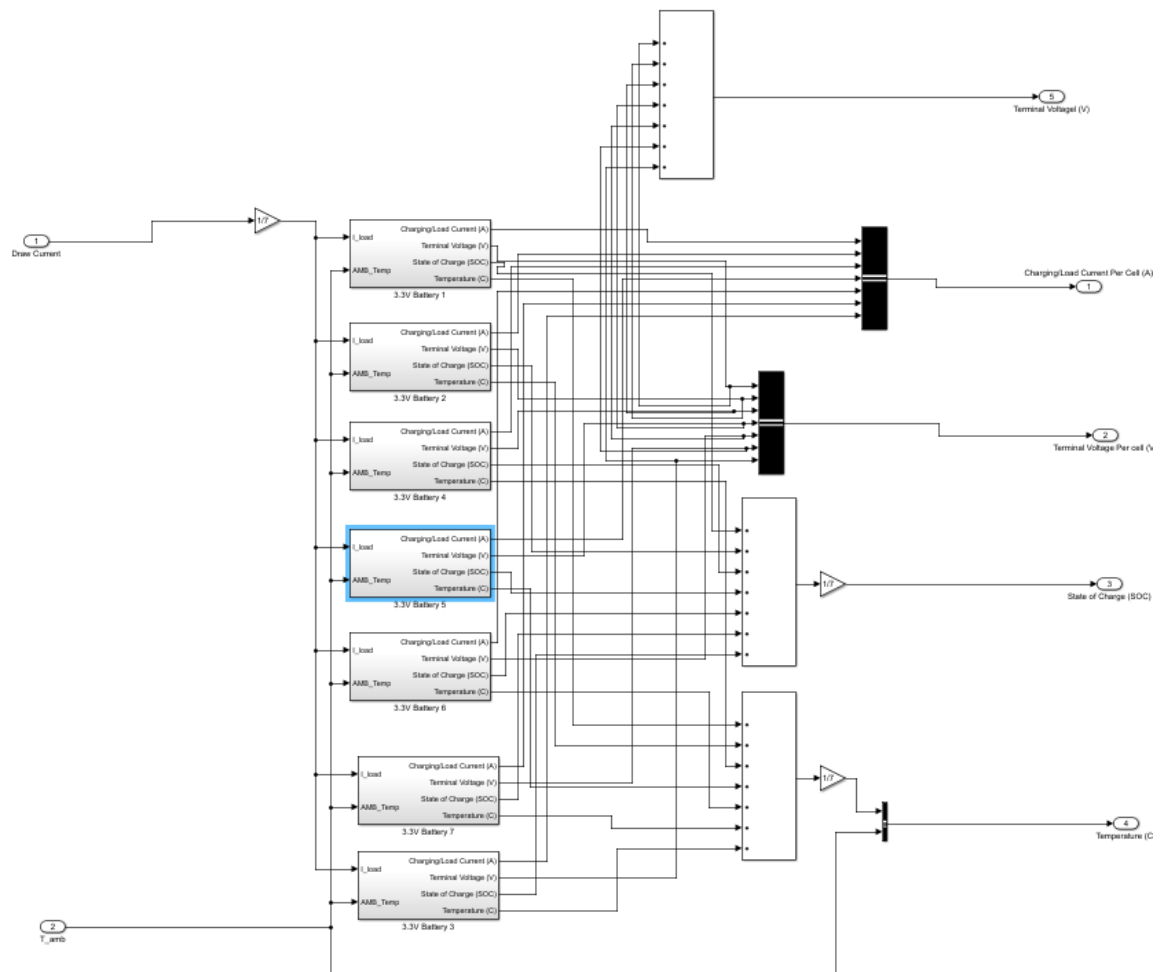 5
Terminal Voltagel (V)
1/7
1
Draw Current
I_load
AMB_Temp
Charging/Load Current (A)
Terminal Voltage (V)
State of Charge (SOC)
Temperature (C)
3.3V Battery 1
Charging/Load Current Per Cell (A)
1
I_load
AMB_Temp
Charging/Load Current (A)
Terminal Voltage (V)
State of Charge (SOC)
Temperature (C)
3.3V Battery 2
I_load
AMB_Temp
Charging/Load Current (A)
Terminal Voltage (V)
State of Charge (SOC)
Temperature (C)
3.3V Battery 4
2
Terminal Voltage Per cell (V
I_load
AMB_Temp
Charging/Load Current (A)
Terminal Voltage (V)
State of Charge (SOC)
Temperature (C)
3.3V Battery 5
1/7
3
State of Charge (SOC)
I_load
AMB_Temp
Charging/Load Current (A)
Terminal Voltage (V)
State of Charge (SOC)
Temperature (C)
3.3V Battery 6
I_load
AMB_Temp
Charging/Load Current (A)
Terminal Voltage (V)
State of Charge (SOC)
Temperature (C)
3.3V Battery 7
1/7
4
Temperature (C
I_load
AMB_Temp
Charging/Load Current (A)
Terminal Voltage (V)
State of Charge (SOC)
Temperature (C)
3.3V Battery 3
2
T_amb